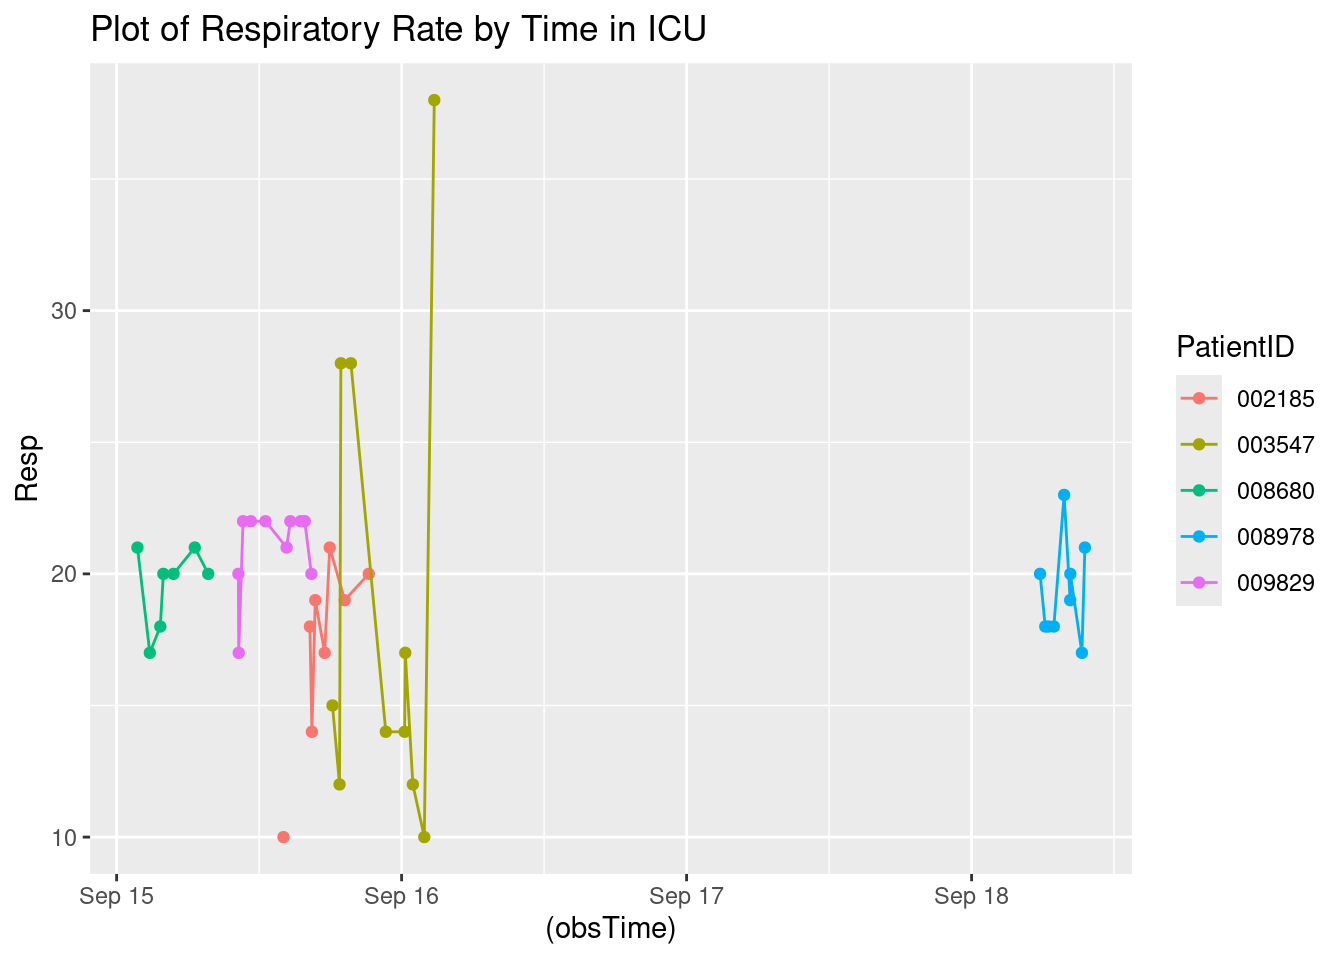 Plot of Respiratory Rate by Time in ICU
Resp
30
20
10
Sep 15
Sep 16
Sep 17
Sep 18
(obsTime)
PatientID
002185
003547
008680
008978
009829